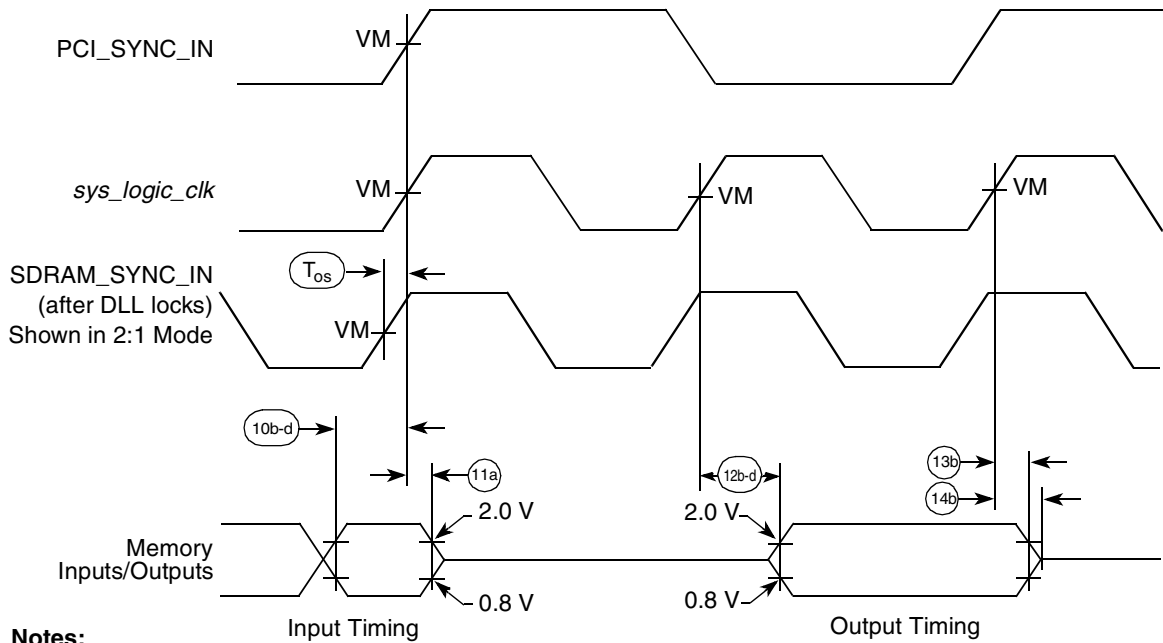 PCI_SYNC_IN
VM
sys_logic_clk
VM
VM
VM
SDRAM_SYNC_IN
(after DLL locks)
Shown in 2:1 Mode
Tos
VM
10b-d
11a
12b-d
13b
14b
2.0 V
2.0 V
Memory
Inputs/Outputs
0.8 V
0.8 V
Notes:
Input Timing
Output Timing